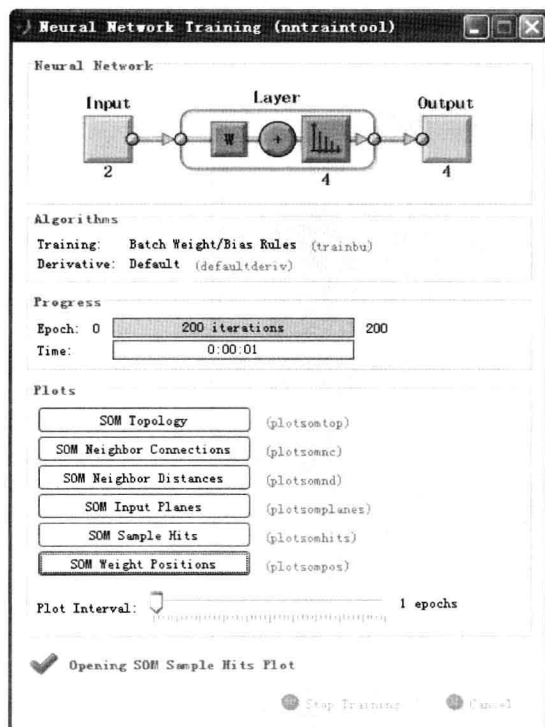 Neural Network Training (nntraintool)
Neural Network
Input
Layer
Output
W
+
2
4
4
Algorithms
Training: Batch Weight/Bias Rules (trainbu)
Derivative: Default (defaultderiv)
Progress
Epoch: 0 200 iterations 200
Time: 0:00:01
Plots
SOM Topology (plotsomtop)
SOM Neighbor Connections (plotsomnc)
SOM Neighbor Distances (plotsomnd)
SOM Input Planes (plotsomplanes)
SOM Sample Hits (plotsomhits)
SOM Weight Positions (plotsompos)
Plot Interval: 1 epochs
Opening SOM Sample Hits Plot
Stop Training Cancel